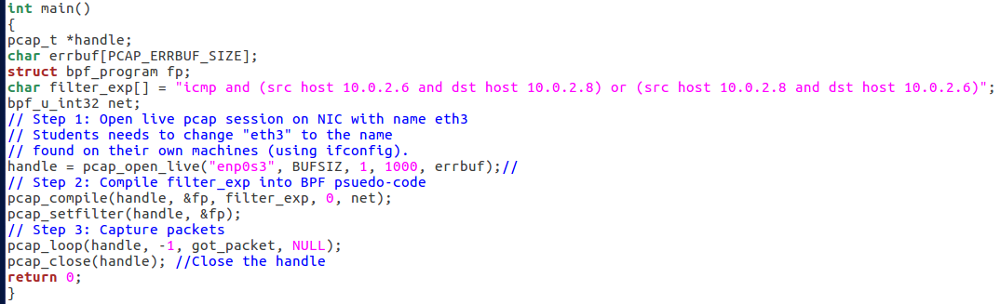 int main()
{
pcap_t *handle;
char errbuf[PCAP_ERRBUF_SIZE];
struct bpf_program fp;
char filter_exp[] = "icmp and (src host 10.0.2.6 and dst host 10.0.2.8) or (src host 10.0.2.8 and dst host 10.0.2.6)";
bpf_u_int32 net;
// Step 1: Open live pcap session on NIC with name eth3
// Students needs to change "eth3" to the name
// found on their own machines (using ifconfig).
handle = pcap_open_live("enp0s3", BUFSIZ, 1, 1000, errbuf);//
// Step 2: Compile filter_exp into BPF psuedo-code
pcap_compile(handle, &fp, filter_exp, 0, net);
pcap_setfilter(handle, &fp);
// Step 3: Capture packets
pcap_loop(handle, -1, got_packet, NULL);
pcap_close(handle); //Close the handle
return 0;
}